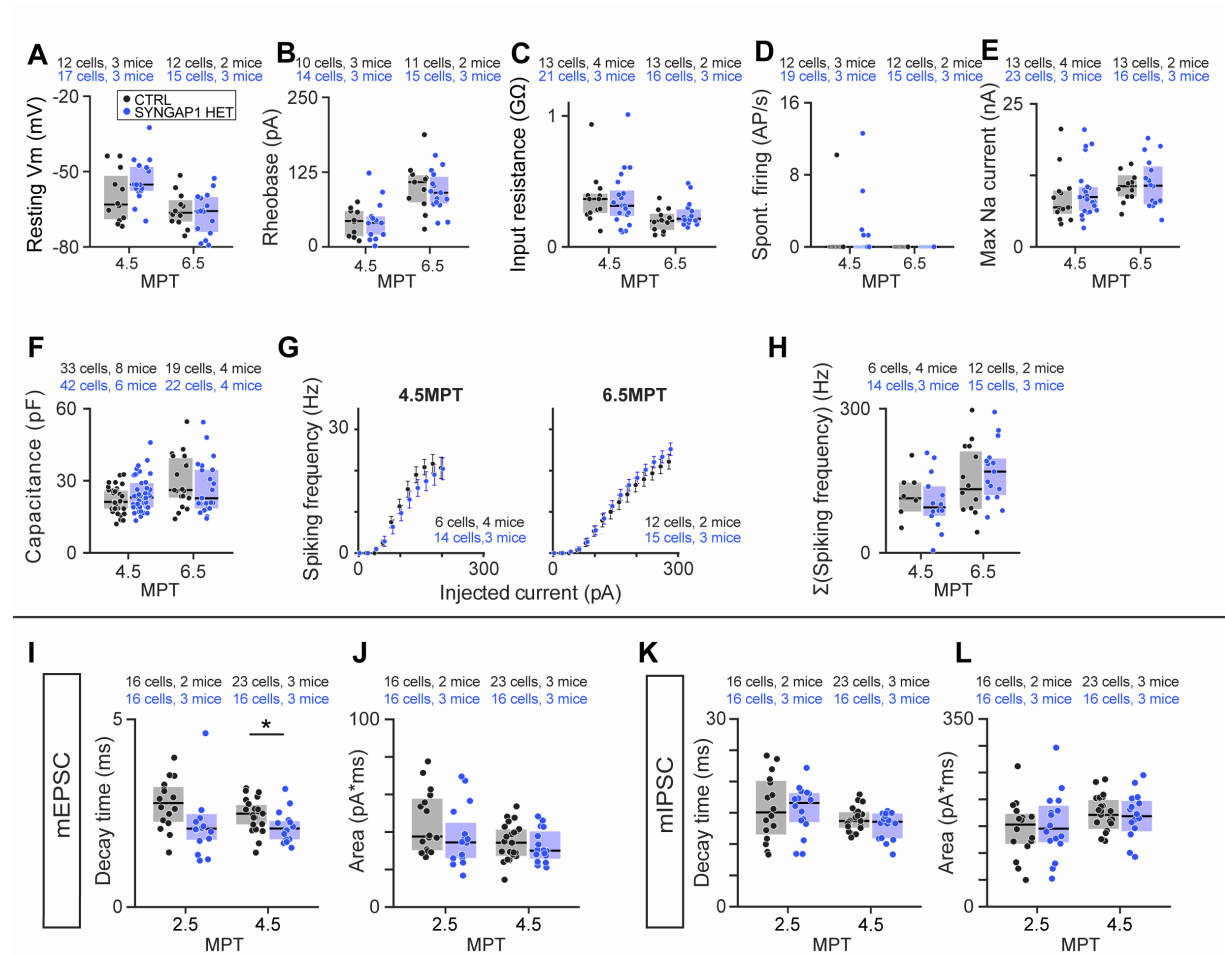 A
12 cells, 3 mice 12 cells, 2 mice
17 cells, 3 mice 15 cells, 3 mice
Resting Vm (mV)
-20
-50
-80
CTRL
SYNGAP1 HET
4.5 6.5
MPT
B
10 cells, 3 mice 11 cells, 2 mice
14 cells, 3 mice 15 cells, 3 mice
Rheobase (pA)
250
125
0
4.5 6.5
MPT
C
13 cells, 4 mice 13 cells, 2 mice
21 cells, 3 mice 16 cells, 3 mice
Input resistance (GΩ)
1
0
4.5 6.5
MPT
D
12 cells, 3 mice 12 cells, 2 mice
19 cells, 3 mice 15 cells, 3 mice
Spont. firing (AP/s)
16
8
0
4.5 6.5
MPT
E
13 cells, 4 mice 13 cells, 2 mice
23 cells, 3 mice 16 cells, 3 mice
Max Na current (nA)
25
0
4.5 6.5
MPT
F
33 cells, 8 mice 19 cells, 4 mice
42 cells, 6 mice 22 cells, 4 mice
Capacitance (pF)
60
30
0
4.5 6.5
MPT
G
Spiking frequency (Hz)
4.5MPT
30
0
6 cells, 4 mice
14 cells,3 mice
0 300
6.5MPT
12 cells, 2 mice
15 cells, 3 mice
0 300
Injected current (pA)
H
6 cells, 4 mice 12 cells, 2 mice
14 cells,3 mice 15 cells, 3 mice
Σ(Spiking frequency) (Hz)
300
0
4.5 6.5
MPT
mEPSC
I
16 cells, 2 mice 23 cells, 3 mice
16 cells, 3 mice 16 cells, 3 mice
Decay time (ms)
5
0
*
2.5 4.5
MPT
J
16 cells, 2 mice 23 cells, 3 mice
16 cells, 3 mice 16 cells, 3 mice
Area (pA*ms)
100
0
2.5 4.5
MPT
mIPSC
K
16 cells, 2 mice 23 cells, 3 mice
16 cells, 3 mice 16 cells, 3 mice
Decay time (ms)
30
0
2.5 4.5
MPT
L
16 cells, 2 mice 23 cells, 3 mice
16 cells, 3 mice 16 cells, 3 mice
Area (pA*ms)
350
0
2.5 4.5
MPT